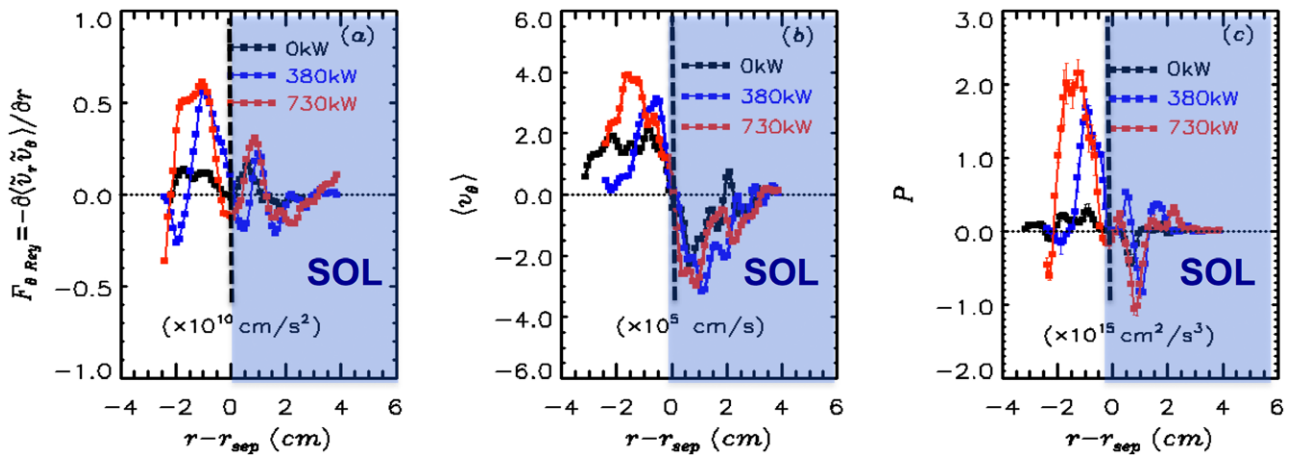 F_θ Rey = −∂⟨ṽ_r ṽ_θ⟩/∂r
1.0
0.5
0.0
−0.5
−1.0
(a)
0kW
380kW
730kW
SOL
(×10¹⁰ cm/s²)
−4 −2 0 2 4 6
r−r_sep (cm)
⟨v_θ⟩
6.0
4.0
2.0
0.0
−2.0
−4.0
−6.0
(b)
0kW
380kW
730kW
SOL
(×10⁵ cm/s)
−4 −2 0 2 4 6
r−r_sep (cm)
P
3.0
2.0
1.0
0.0
−1.0
−2.0
(c)
0kW
380kW
730kW
SOL
(×10¹⁵ cm²/s³)
−4 −2 0 2 4 6
r−r_sep (cm)